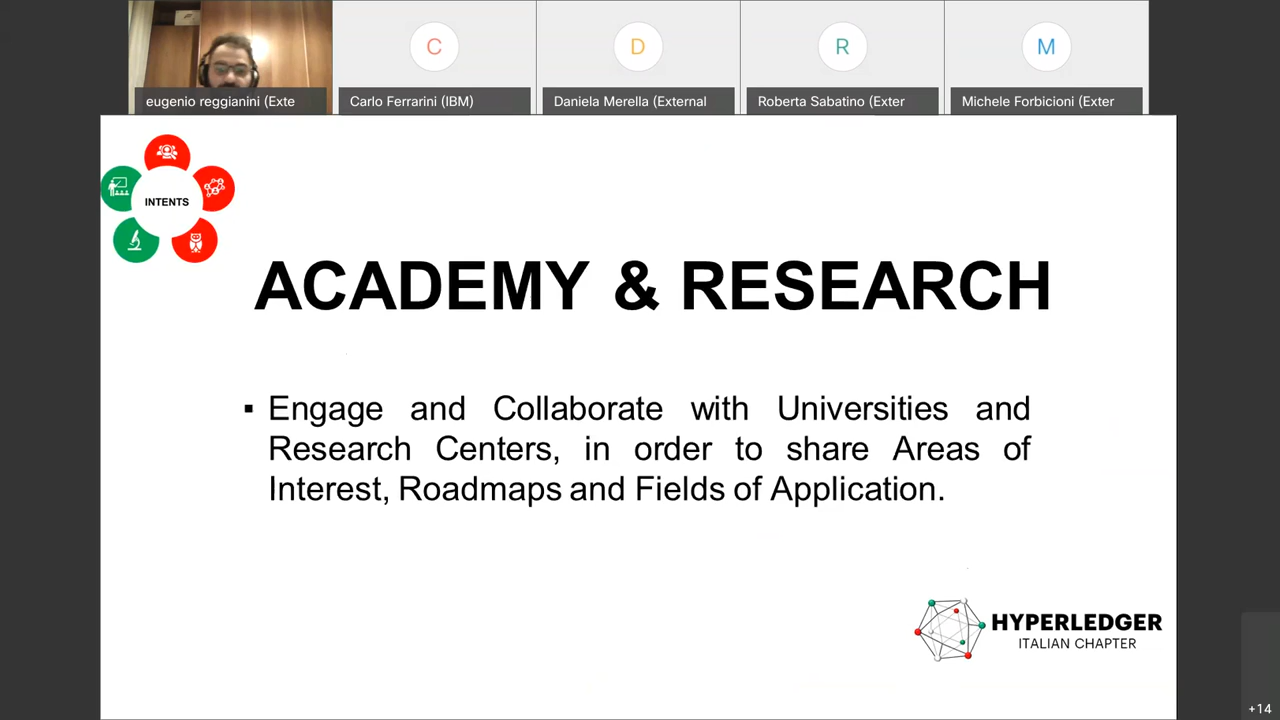 C
D
R
M
eugenio reggianini (Exte
Carlo Ferrarini (IBM)
Daniela Merella (External
Roberta Sabatino (Exter
Michele Forbicioni (Exter
INTENTS
ACADEMY & RESEARCH
▪ Engage and Collaborate with Universities and
Research Centers, in order to share Areas of
Interest, Roadmaps and Fields of Application.
HYPERLEDGER
ITALIAN CHAPTER
+14